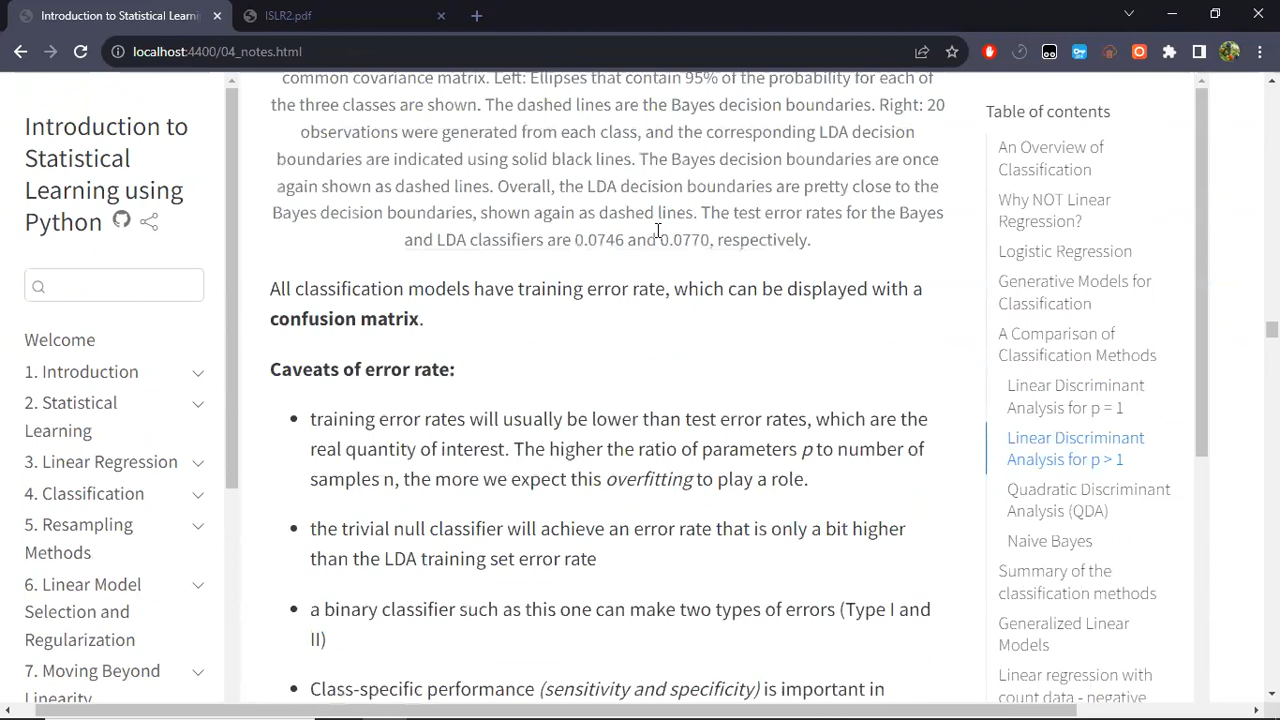 Introduction to Statistical Learni
ISLR2.pdf
localhost:4400/04_notes.html
Introduction to
Statistical
Learning using
Python
Welcome
1. Introduction
2. Statistical
Learning
3. Linear Regression
4. Classification
5. Resampling
Methods
6. Linear Model
Selection and
Regularization
7. Moving Beyond
Linearity
common covariance matrix. Left: Ellipses that contain 95% of the probability for each of
the three classes are shown. The dashed lines are the Bayes decision boundaries. Right: 20
observations were generated from each class, and the corresponding LDA decision
boundaries are indicated using solid black lines. The Bayes decision boundaries are once
again shown as dashed lines. Overall, the LDA decision boundaries are pretty close to the
Bayes decision boundaries, shown again as dashed lines. The test error rates for the Bayes
and LDA classifiers are 0.0746 and 0.0770, respectively.
All classification models have training error rate, which can be displayed with a
confusion matrix.
Caveats of error rate:
• training error rates will usually be lower than test error rates, which are the
real quantity of interest. The higher the ratio of parameters p to number of
samples n, the more we expect this overfitting to play a role.
• the trivial null classifier will achieve an error rate that is only a bit higher
than the LDA training set error rate
• a binary classifier such as this one can make two types of errors (Type I and
II)
• Class-specific performance (sensitivity and specificity) is important in
Table of contents
An Overview of
Classification
Why NOT Linear
Regression?
Logistic Regression
Generative Models for
Classification
A Comparison of
Classification Methods
Linear Discriminant
Analysis for p = 1
Linear Discriminant
Analysis for p > 1
Quadratic Discriminant
Analysis (QDA)
Naive Bayes
Summary of the
classification methods
Generalized Linear
Models
Linear regression with
count data - negative